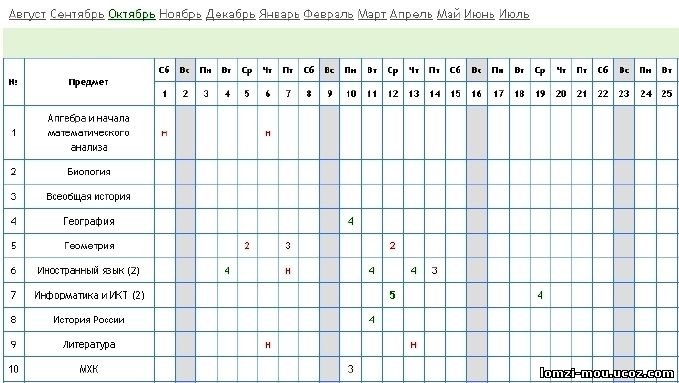 Август Сентябрь Октябрь Ноябрь Декабрь Январь Февраль Март Апрель Май Июнь Июль
№ Предмет Сб Вс Пн Вт Ср Чт Пт Сб Вс Пн Вт Ср Чт Пт Сб Вс Пн Вт Ср Чт Пт Сб Вс Пн Вт
1 2 3 4 5 6 7 8 9 10 11 12 13 14 15 16 17 18 19 20 21 22 23 24 25
1 Алгебра и начала
математического н н
анализа
2 Биология
3 Всеобщая история
4 География 4
5 Геометрия 2 3 2
6 Иностранный язык (2) 4 н 4 4 3
7 Информатика и ИКТ (2) 5 4
8 История России 4
9 Литература н н
10 МХК 3
lomzi-mou.ucoz.com